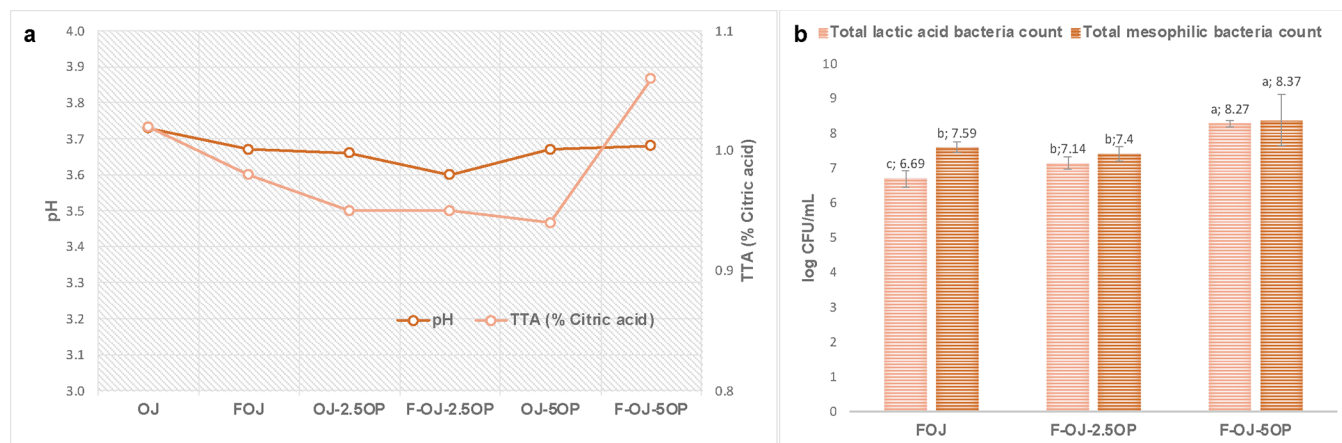 a
4.0
3.9
3.8
3.7
3.6
3.5
3.4
3.3
3.2
3.1
3.0
pH
1.1
1.0
0.9
0.8
TTA (% Citric acid)
pH
TTA (% Citric acid)
OJ
FOJ
OJ-2.5OP
F-OJ-2.5OP
OJ-5OP
F-OJ-5OP
b
Total lactic acid bacteria count
Total mesophilic bacteria count
10
9
8
7
6
5
4
3
2
1
0
log CFU/mL
c; 6.69
b; 7.59
b;7.14
b;7.4
a; 8.27
a; 8.37
FOJ
F-OJ-2.5OP
F-OJ-5OP